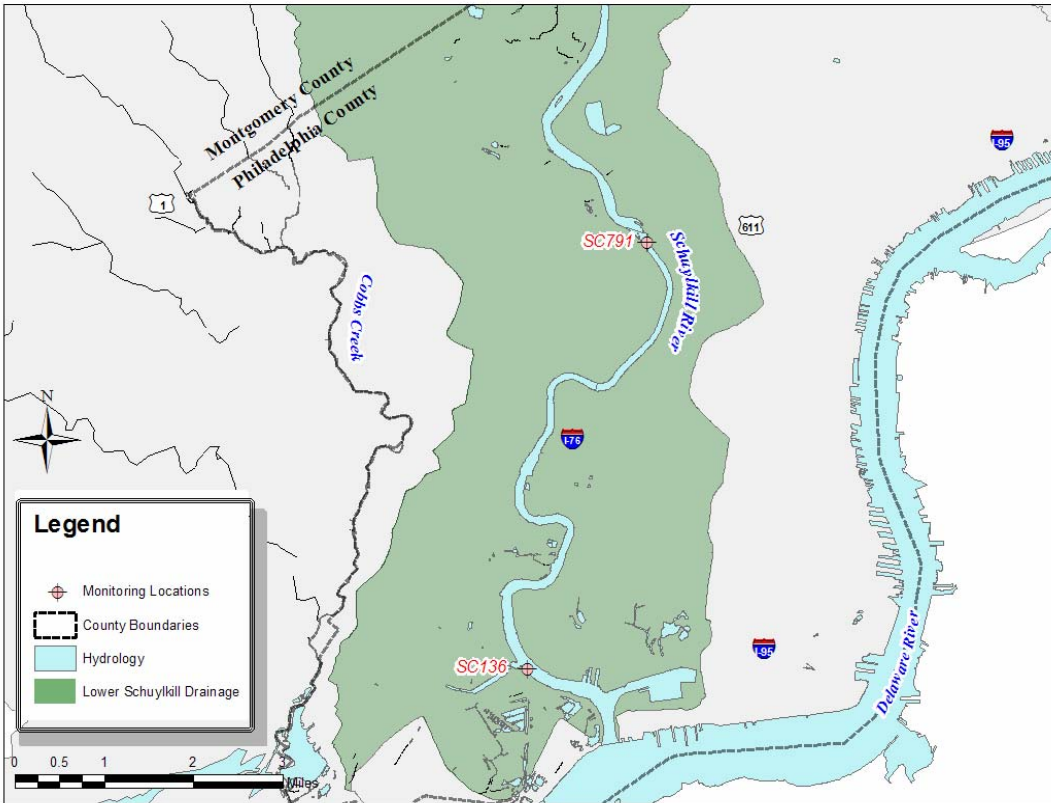 Montgomery County
Philadelphia County
I-95
1
611
SC791
Schuylkill River
Cobbs Creek
N
I-76
Legend
Monitoring Locations
County Boundaries
Hydrology
Lower Schuylkill Drainage
SC136
I-95
Delaware River
0 0.5 1 2 3 Miles